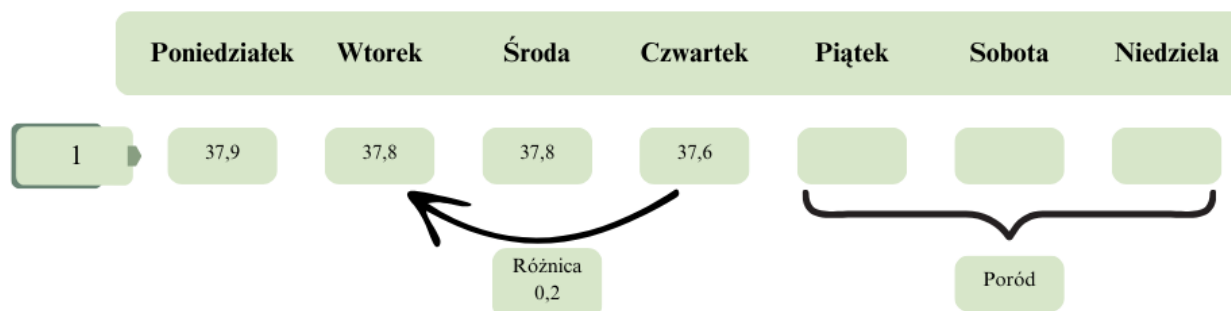 Poniedziałek Wtorek Środa Czwartek Piątek Sobota Niedziela
1 37,9 37,8 37,8 37,6
Różnica
0,2
Poród